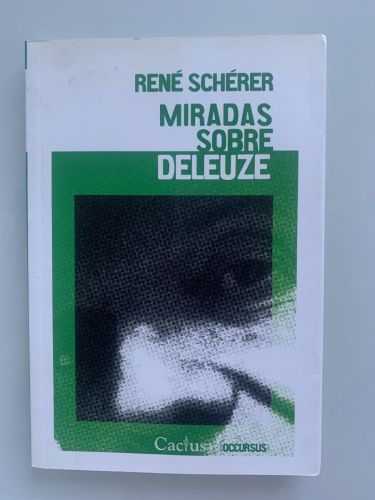 RENÉ SCHÉRER
MIRADAS
SOBRE
DELEUZE
Cactus OCCURSUS